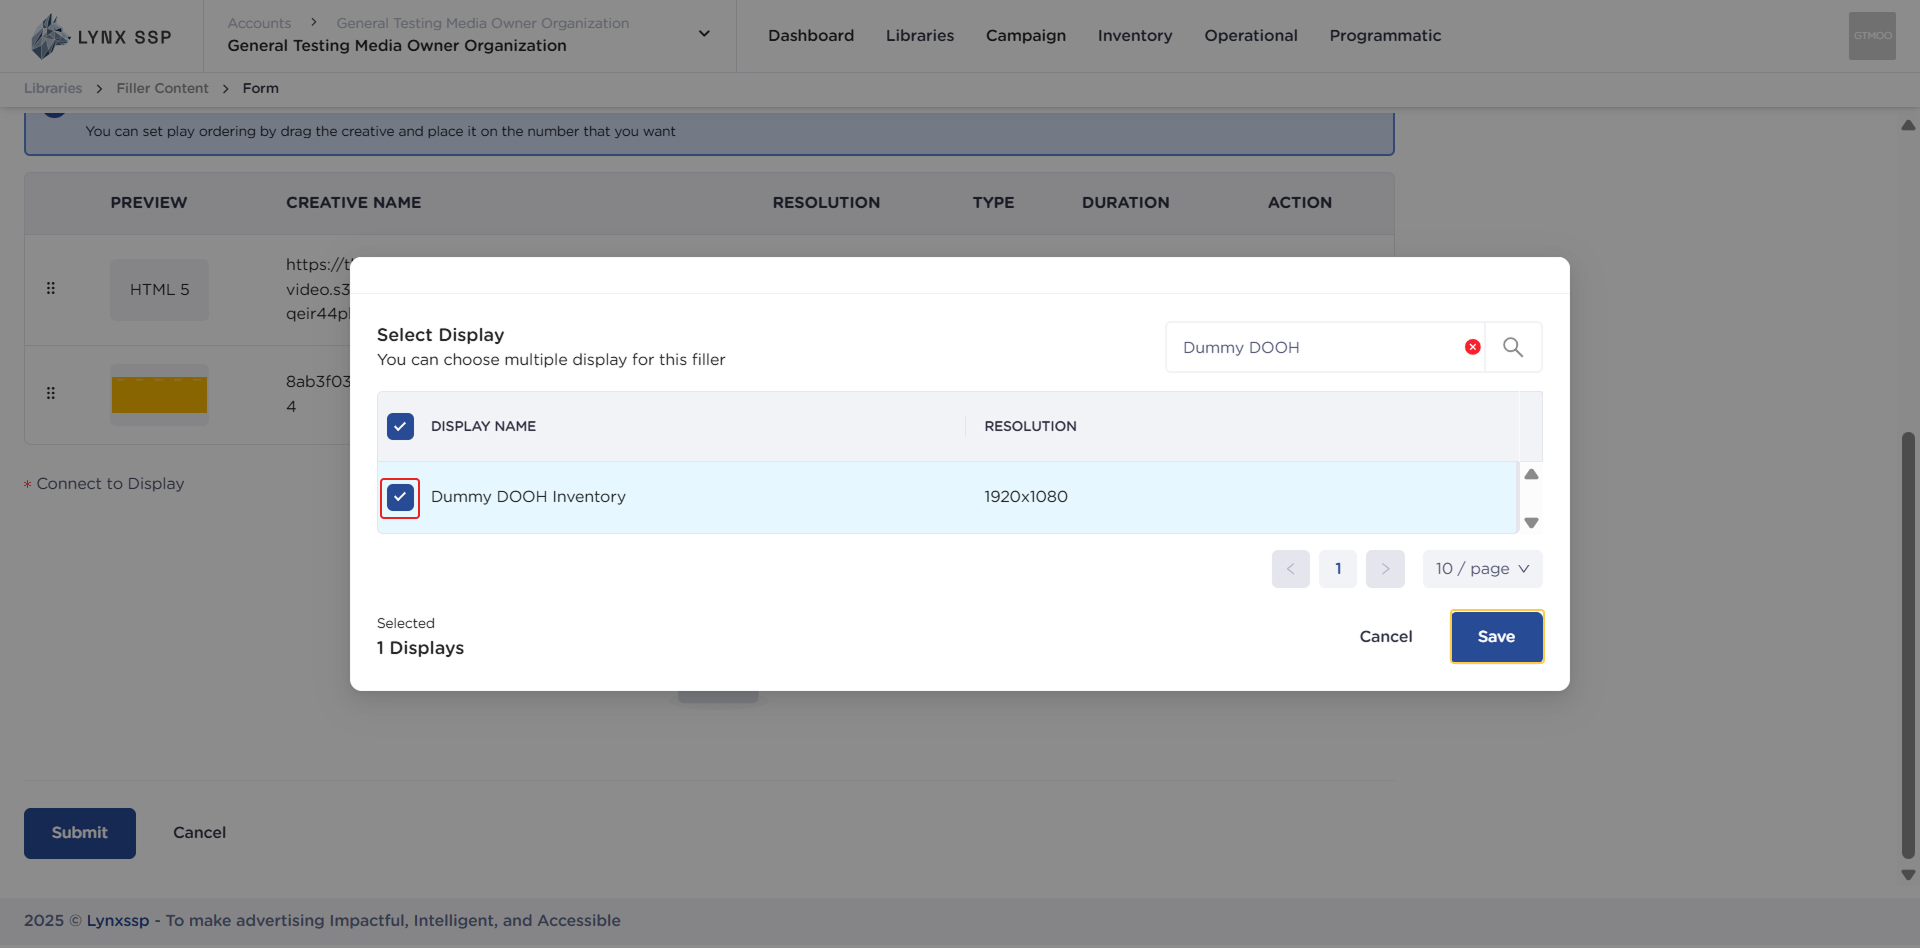 LYNX SSP
Accounts > General Testing Media Owner Organization
General Testing Media Owner Organization
Dashboard
Libraries
Campaign
Inventory
Operational
Programmatic
GTMOO
Libraries > Filler Content > Form
You can set play ordering by drag the creative and place it on the number that you want
PREVIEW CREATIVE NAME RESOLUTION TYPE DURATION ACTION
HTML 5
https://t
video.s3
qeir44p
8ab3f03
4
* Connect to Display
Select Display
You can choose multiple display for this filler
Dummy DOOH
DISPLAY NAME RESOLUTION
Dummy DOOH Inventory 1920x1080
< 1 > 10 / page
Selected
1 Displays
Cancel
Save
Submit
Cancel
2025 © Lynxssp - To make advertising Impactful, Intelligent, and Accessible